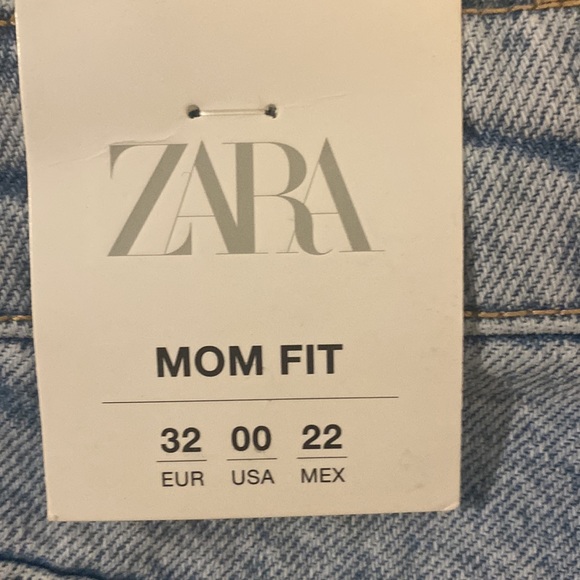 ZARA
MOM FIT
32 00 22
EUR USA MEX